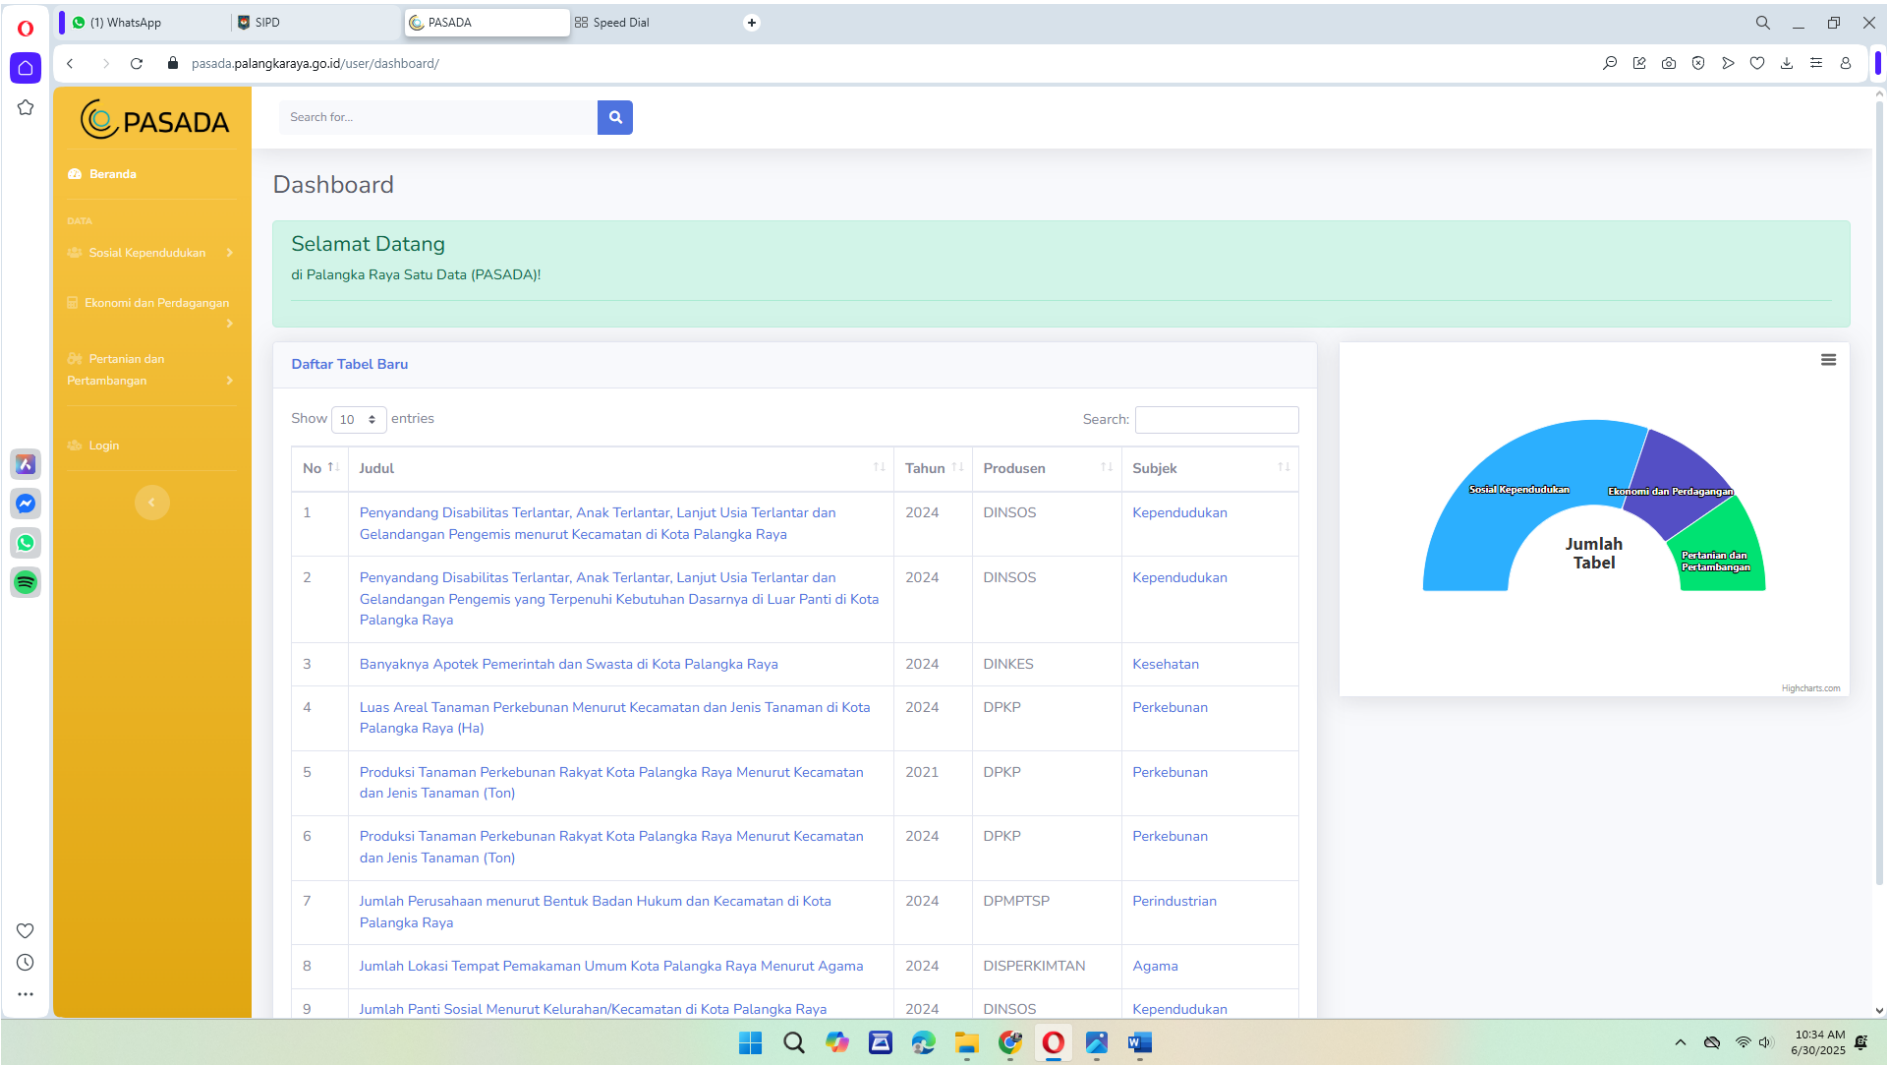 (1) WhatsApp
SIPD
PASADA
Speed Dial
pasada.palangkaraya.go.id/user/dashboard/
PASADA
Search for...
Beranda
DATA
Sosial Kependudukan
Ekonomi dan Perdagangan
Pertanian dan
Pertambangan
Login
Dashboard
Selamat Datang
di Palangka Raya Satu Data (PASADA)!
Daftar Tabel Baru
Show 10 entries
Search:
No Judul Tahun Produsen Subjek
1 Penyandang Disabilitas Terlantar, Anak Terlantar, Lanjut Usia Terlantar dan 2024 DINSOS Kependudukan
Gelandangan Pengemis menurut Kecamatan di Kota Palangka Raya
2 Penyandang Disabilitas Terlantar, Anak Terlantar, Lanjut Usia Terlantar dan 2024 DINSOS Kependudukan
Gelandangan Pengemis yang Terpenuhi Kebutuhan Dasarnya di Luar Panti di Kota
Palangka Raya
3 Banyaknya Apotek Pemerintah dan Swasta di Kota Palangka Raya 2024 DINKES Kesehatan
4 Luas Areal Tanaman Perkebunan Menurut Kecamatan dan Jenis Tanaman di Kota 2024 DPKP Perkebunan
Palangka Raya (Ha)
5 Produksi Tanaman Perkebunan Rakyat Kota Palangka Raya Menurut Kecamatan 2021 DPKP Perkebunan
dan Jenis Tanaman (Ton)
6 Produksi Tanaman Perkebunan Rakyat Kota Palangka Raya Menurut Kecamatan 2024 DPKP Perkebunan
dan Jenis Tanaman (Ton)
7 Jumlah Perusahaan menurut Bentuk Badan Hukum dan Kecamatan di Kota 2024 DPMPTSP Perindustrian
Palangka Raya
8 Jumlah Lokasi Tempat Pemakaman Umum Kota Palangka Raya Menurut Agama 2024 DISPERKIMTAN Agama
9 Jumlah Panti Sosial Menurut Kelurahan/Kecamatan di Kota Palangka Raya 2024 DINSOS Kependudukan
Sosial Kependudukan
Ekonomi dan Perdagangan
Pertanian dan
Pertambangan
Jumlah
Tabel
Highcharts.com
10:34 AM
6/30/2025